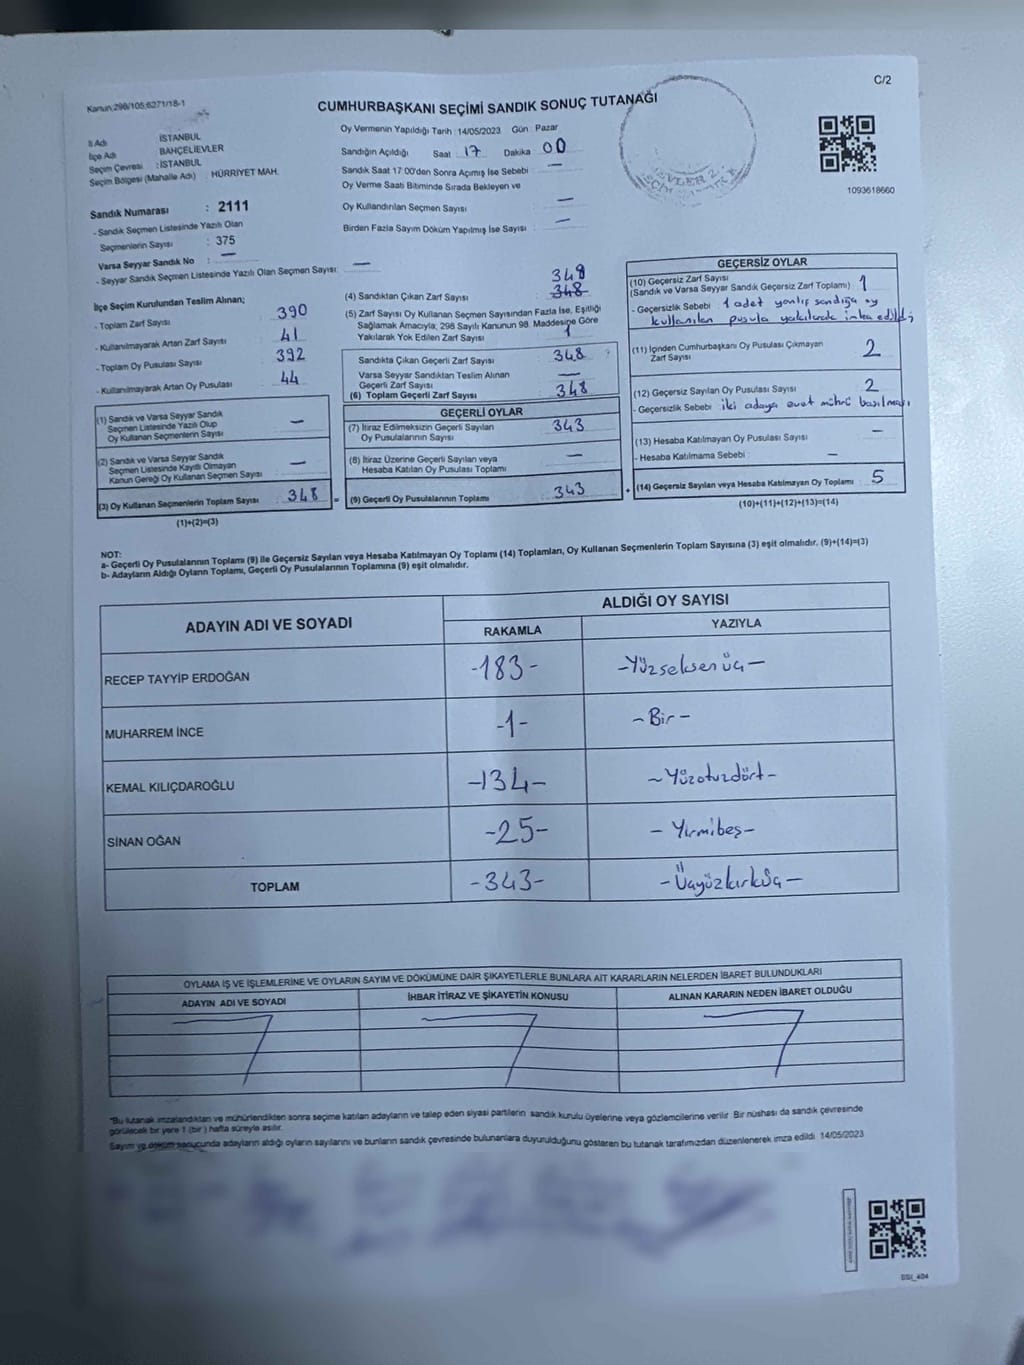 Kanun:298/105;6271/18-1
C/2
CUMHURBAŞKANI SEÇİMİ SANDIK SONUÇ TUTANAĞI
İl Adı İSTANBUL
İlçe Adı BAHÇELİEVLER
Seçim Çevresi : İSTANBUL
Seçim Bölgesi (Mahalle Adı) : HÜRRİYET MAH.
Sandık Numarası : 2111
- Sandık Seçmen Listesinde Yazılı Olan
Seçmenlerin Sayısı : 375
Varsa Seyyar Sandık No : —
- Seyyar Sandık Seçmen Listesinde Yazılı Olan Seçmen Sayısı: —
Oy Vermenin Yapıldığı Tarih :14/05/2023 Gün : Pazar
Sandığın Açıldığı Saat : 17 Dakika : 00
Sandık Saat 17:00'den Sonra Açımış İse Sebebi : —
Oy Verme Saati Bitiminde Sırada Bekleyen ve
Oy Kullandırılan Seçmen Sayısı —
Birden Fazla Sayım Döküm Yapılmış İse Sayısı : —
1093618660
İlçe Seçim Kurulundan Teslim Alınan;
- Toplam Zarf Sayısı : 390
- Kullanılmayarak Artan Zarf Sayısı : 41
- Toplam Oy Pusulası Sayısı : 392
- Kullanılmayarak Artan Oy Pusulası : 44
(1) Sandık ve Varsa Seyyar Sandık
Seçmen Listesinde Yazılı Olup
Oy Kullanan Seçmenlerin Sayısı : —
(2) Sandık ve Varsa Seyyar Sandık
Seçmen Listesinde Kayıtlı Olmayan
Kanun Gereği Oy Kullanan Seçmen Sayısı : —
(3) Oy Kullanan Seçmenlerin Toplam Sayısı : 348 =
(1)+(2)=(3)
349
(4) Sandıktan Çıkan Zarf Sayısı : 348
(5) Zarf Sayısı Oy Kullanan Seçmen Sayısından Fazla İse, Eşitliği
Sağlamak Amacıyla; 298 Sayılı Kanunun 98. Maddesine Göre
Yakılarak Yok Edilen Zarf Sayısı : 1
Sandıkta Çıkan Geçerli Zarf Sayısı : 348
Varsa Seyyar Sandıktan Teslim Alınan
Geçerli Zarf Sayısı : —
(6) Toplam Geçerli Zarf Sayısı : 348
GEÇERLİ OYLAR
(7) İtiraz Edilmeksizin Geçerli Sayılan
Oy Pusulalarının Sayısı : 343
(8) İtiraz Üzerine Geçerli Sayılan veya
Hesaba Katılan Oy Pusulası Toplamı : —
(9) Geçerli Oy Pusulalarının Toplamı : 343 +
GEÇERSİZ OYLAR
(10) Geçersiz Zarf Sayısı
(Sandık ve Varsa Seyyar Sandık Geçersiz Zarf Toplamı) : 1
- Geçersizlik Sebebi : 1 adet yanlış sandığa oy
kullanılan pusula yakılarak imha edildi;
(11) İçinden Cumhurbaşkanı Oy Pusulası Çıkmayan
Zarf Sayısı : 2
(12) Geçersiz Sayılan Oy Pusulası Sayısı : 2
- Geçersizlik Sebebi : iki adaya evet mührü basılması
(13) Hesaba Katılmayan Oy Pusulası Sayısı : —
- Hesaba Katılmama Sebebi : —
(14) Geçersiz Sayılan veya Hesaba Katılmayan Oy Toplamı : 5
(10)+(11)+(12)+(13)=(14)
NOT:
a- Geçerli Oy Pusulalarının Toplamı (9) ile Geçersiz Sayılan veya Hesaba Katılmayan Oy Toplamı (14) Toplamları, Oy Kullanan Seçmenlerin Toplam Sayısına (3) eşit olmalıdır. (9)+(14)=(3)
b- Adayların Aldığı Oyların Toplamı, Geçerli Oy Pusulalarının Toplamına (9) eşit olmalıdır.
ADAYIN ADI VE SOYADI
ALDIĞI OY SAYISI
RAKAMLA YAZIYLA
RECEP TAYYİP ERDOĞAN -183- -Yüzseksenüç-
MUHARREM İNCE -1- -Bir-
KEMAL KILIÇDAROĞLU -134- -Yüzotuzdört-
SİNAN OĞAN -25- -Yirmibeş-
TOPLAM -343- -Üçyüzkırküç-
OYLAMA İŞ VE İŞLEMLERİNE VE OYLARIN SAYIM VE DÖKÜMÜNE DAİR ŞİKAYETLERLE BUNLARA AİT KARARLARIN NELERDEN İBARET BULUNDUKLARI
ADAYIN ADI VE SOYADI İHBAR İTİRAZ VE ŞİKAYETİN KONUSU ALINAN KARARIN NEDEN İBARET OLDUĞU
*Bu tutanak imzalandıktan ve mühürlendikten sonra seçime katılan adayların ve talep eden siyasi partilerin sandık kurulu üyelerine veya gözlemcilerine verilir. Bir nüshası da sandık çevresinde
görülecek bir yere 1 (bir) hafta süreyle asılır.
Sayım ve döküm sonucunda adayların aldığı oyların sayılarını ve bunların sandık çevresinde bulunanlara duyurulduğunu gösteren bu tutanak tarafımızdan düzenlenerek imza edildi. 14/05/2023